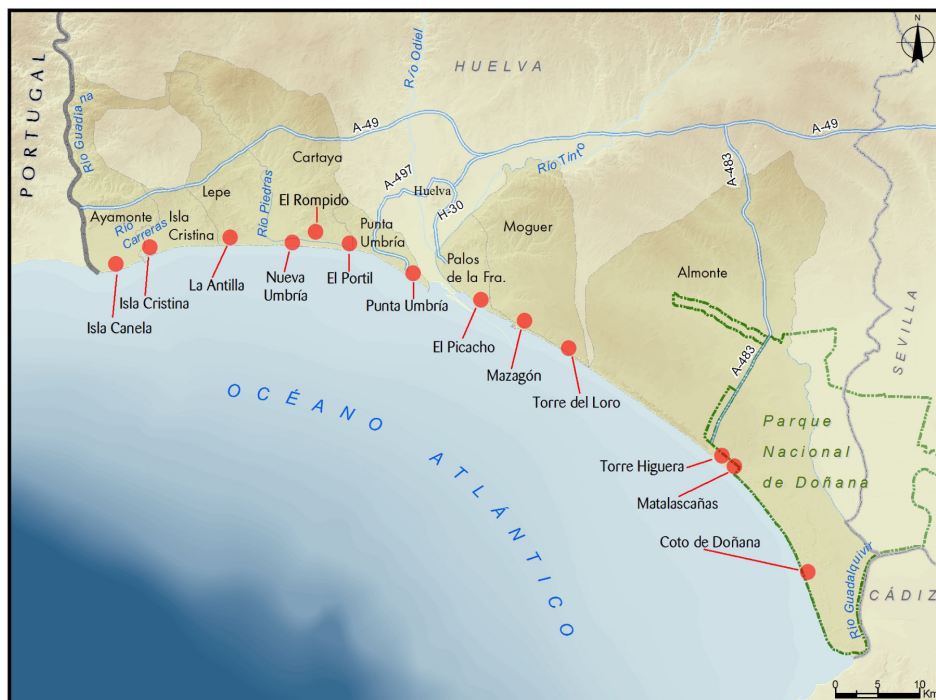 N
PORTUGAL
HUELVA
Río Odiel
Río Guadiana
A-49
A-49
A-483
A-497
Río Tinto
Huelva
H-30
Cartaya
Lepe
El Rompido
Río Piedras
Ayamonte
Río
Carreras
Isla
Cristina
Punta
Umbría
Moguer
Palos
de la Fra.
Almonte
La Antilla
Nueva
Umbría
El Portil
Isla Cristina
Punta Umbría
Isla Canela
El Picacho
Mazagón
Torre del Loro
A-483
SEVILLA
OCÉANO
ATLÁNTICO
Parque
Nacional
de Doñana
Torre Higuera
Matalascañas
Coto de Doñana
Río Guadalquivir
CÁDIZ
0 5 10
Km